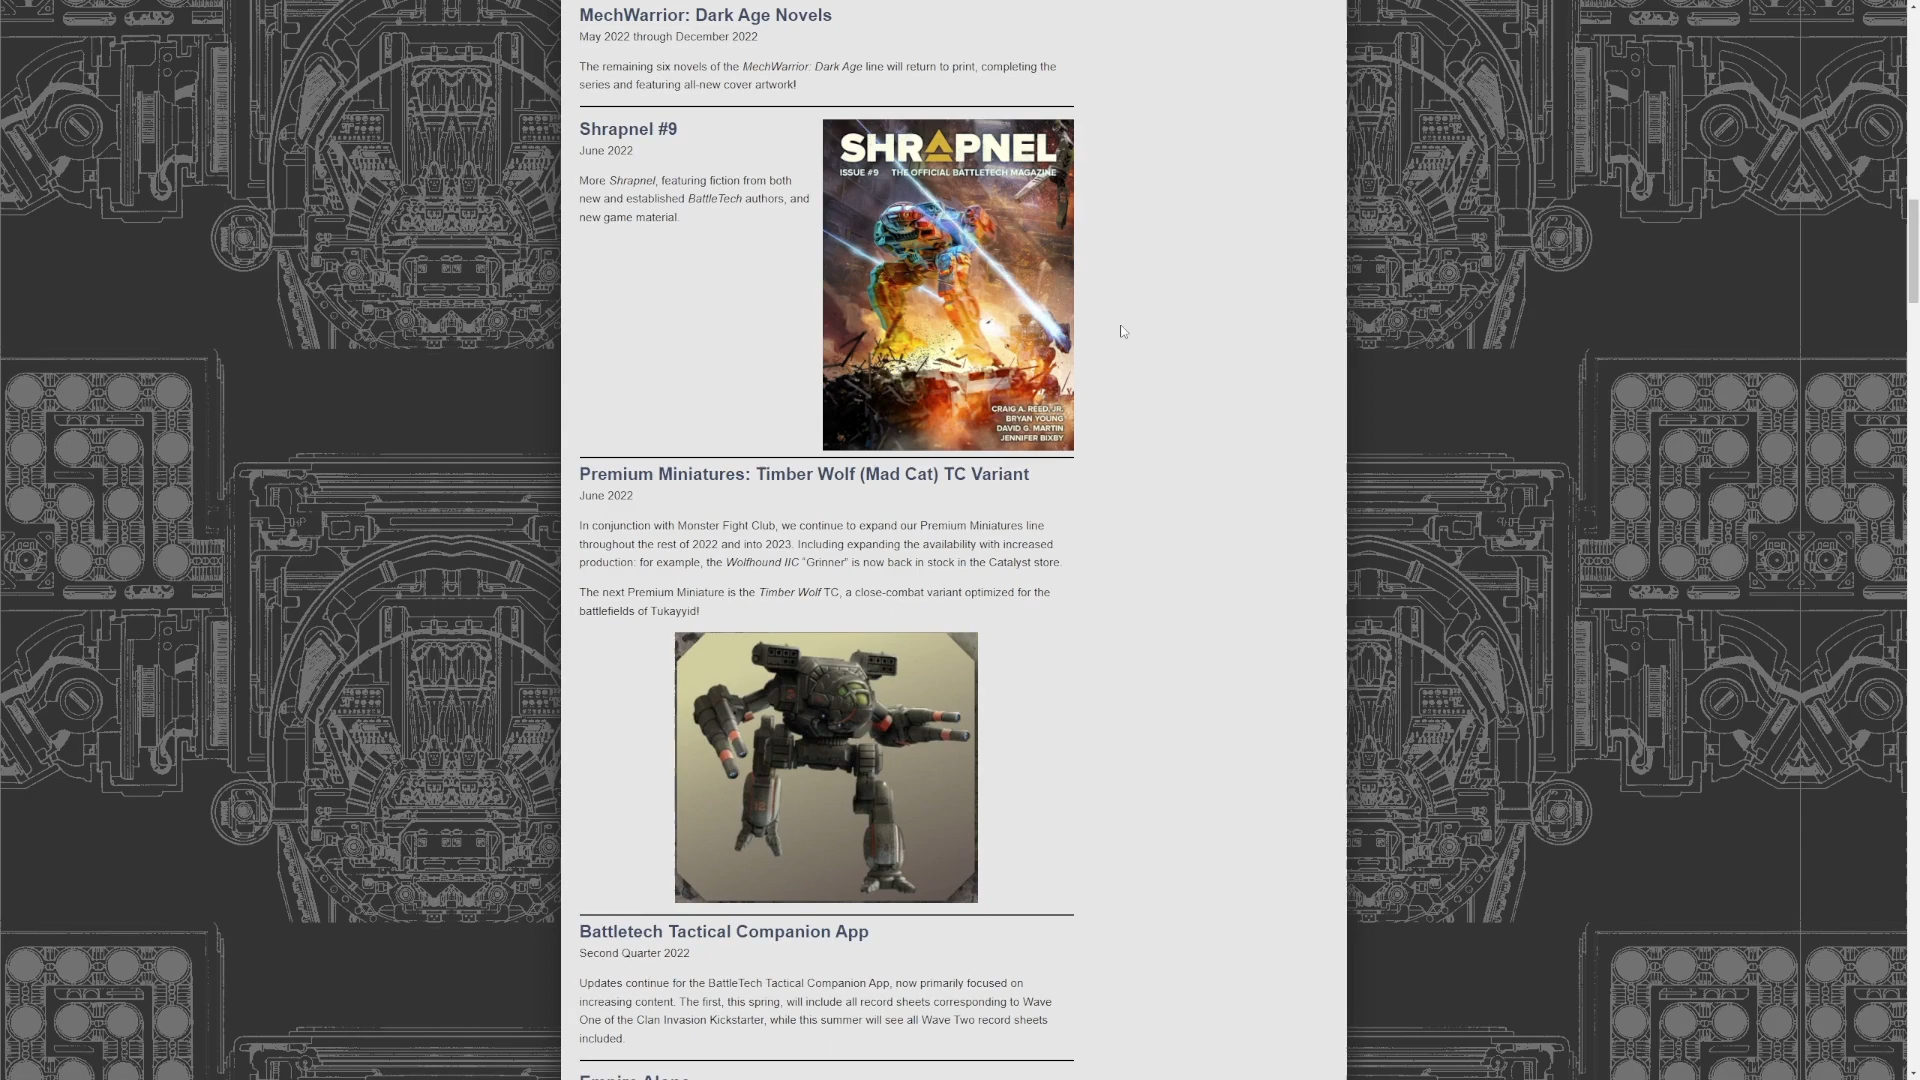 MechWarrior: Dark Age Novels
May 2022 through December 2022
The remaining six novels of the MechWarrior: Dark Age line will return to print, completing the
series and featuring all-new cover artwork!
Shrapnel #9
June 2022
More Shrapnel, featuring fiction from both
new and established BattleTech authors, and
new game material.
SHRAPNEL
ISSUE #9 THE OFFICIAL BATTLETECH MAGAZINE
CRAIG A. REED, JR.
BRYAN YOUNG
DAVID G. MARTIN
JENNIFER BIXBY
Premium Miniatures: Timber Wolf (Mad Cat) TC Variant
June 2022
In conjunction with Monster Fight Club, we continue to expand our Premium Miniatures line
throughout the rest of 2022 and into 2023. Including expanding the availability with increased
production: for example, the Wolfhound IIC “Grinner” is now back in stock in the Catalyst store.
The next Premium Miniature is the Timber Wolf TC, a close-combat variant optimized for the
battlefields of Tukayyid!
Battletech Tactical Companion App
Second Quarter 2022
Updates continue for the BattleTech Tactical Companion App, now primarily focused on
increasing content. The first, this spring, will include all record sheets corresponding to Wave
One of the Clan Invasion Kickstarter, while this summer will see all Wave Two record sheets
included.
Empire Alone